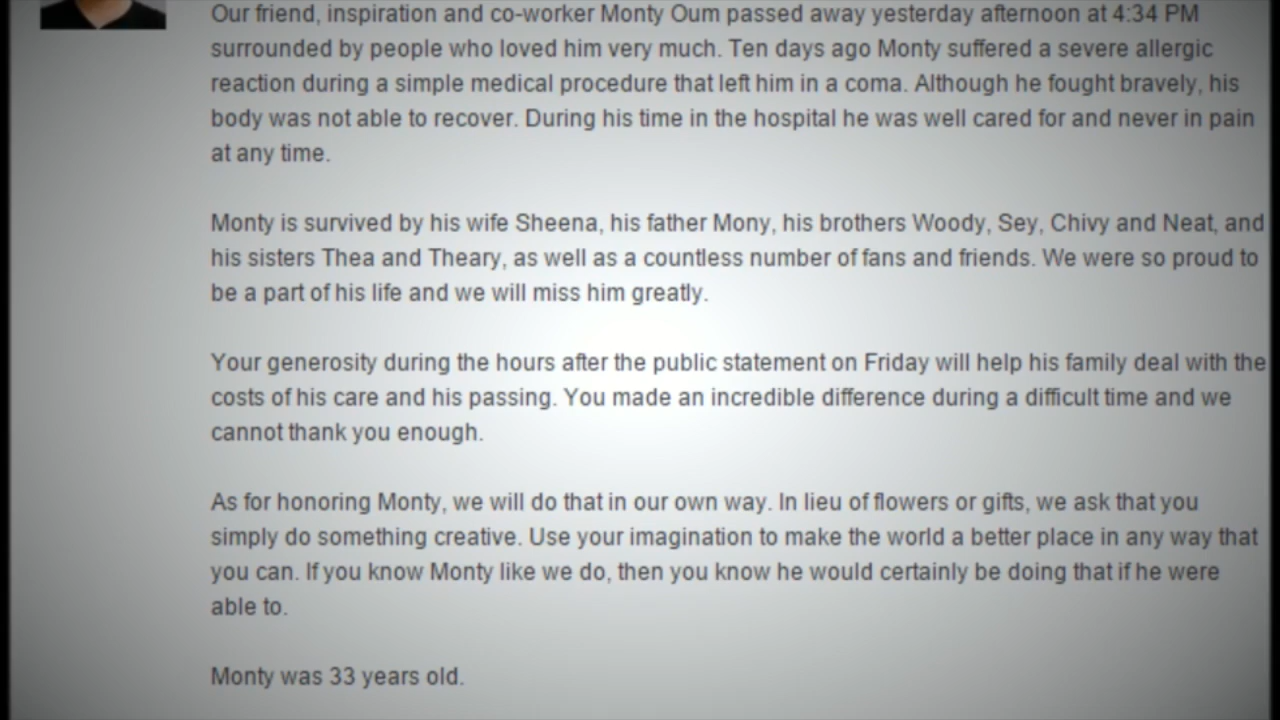 Our friend, inspiration and co-worker Monty Oum passed away yesterday afternoon at 4:34 PM
surrounded by people who loved him very much. Ten days ago Monty suffered a severe allergic
reaction during a simple medical procedure that left him in a coma. Although he fought bravely, his
body was not able to recover. During his time in the hospital he was well cared for and never in pain
at any time.
Monty is survived by his wife Sheena, his father Mony, his brothers Woody, Sey, Chivy and Neat, and
his sisters Thea and Theary, as well as a countless number of fans and friends. We were so proud to
be a part of his life and we will miss him greatly.
Your generosity during the hours after the public statement on Friday will help his family deal with the
costs of his care and his passing. You made an incredible difference during a difficult time and we
cannot thank you enough.
As for honoring Monty, we will do that in our own way. In lieu of flowers or gifts, we ask that you
simply do something creative. Use your imagination to make the world a better place in any way that
you can. If you know Monty like we do, then you know he would certainly be doing that if he were
able to.
Monty was 33 years old.